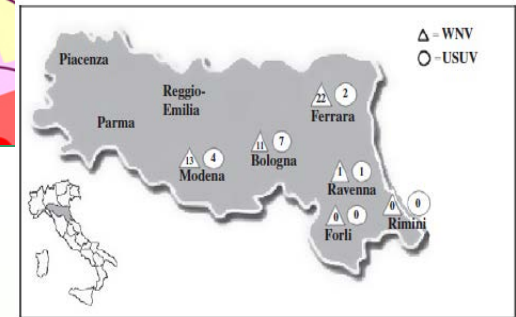 △ = WNV
○ = USUV
Piacenza
Reggio-
Emilia
Parma
22 2
Ferrara
13 4
Modena
11 7
Bologna
1 1
Ravenna
0 0
Forli
0 0
Rimini